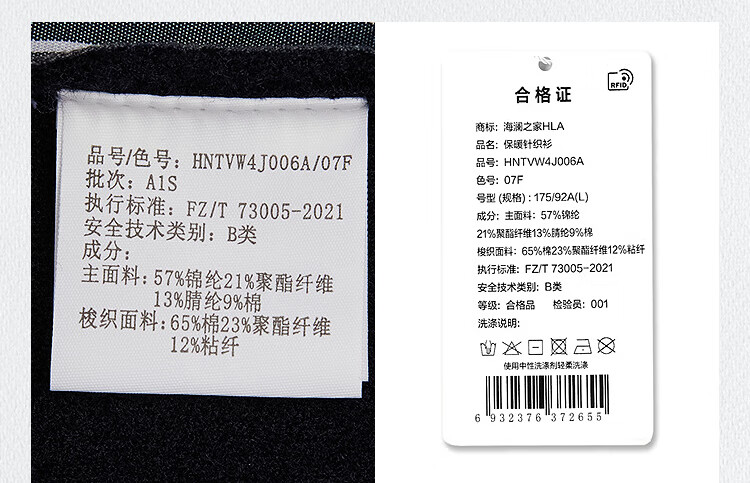 品号/色号: HNTVW4J006A/07F
批次: A1S
执行标准: FZ/T 73005-2021
安全技术类别: B类
成分:
主面料:57%锦纶21%聚酯纤维
13%腈纶9%棉
梭织面料:65%棉23%聚酯纤维
12%粘纤
RFID
合格证
商标: 海澜之家HLA
品名: 保暖针织衫
品号: HNTVW4J006A
色号: 07F
号型 (规格) : 175/92A(L)
成分: 主面料: 57%锦纶
21%聚酯纤维13%腈纶9%棉
梭织面料: 65%棉23%聚酯纤维12%粘纤
执行标准: FZ/T 73005-2021
安全技术类别: B类
等级: 合格品 检验员: 001
洗涤说明:
使用中性洗涤剂轻柔洗涤
6 932376 372655